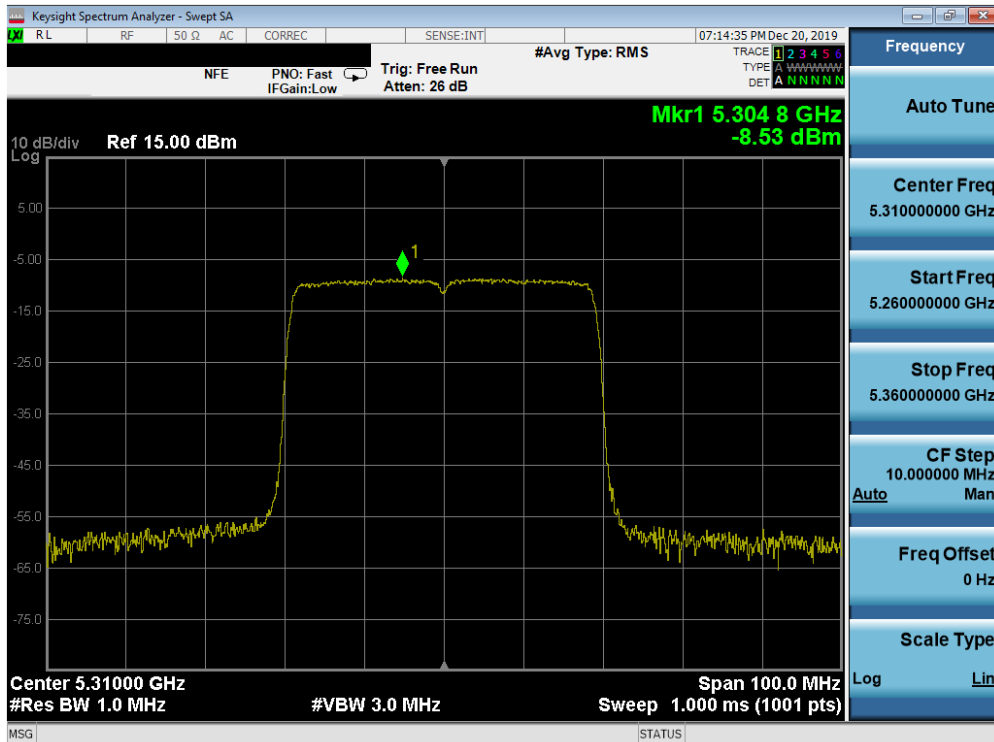 Keysight Spectrum Analyzer - Swept SA
LXI RL RF 50 Ω AC CORREC SENSE:INT 07:14:35 PM Dec 20, 2019
#Avg Type: RMS
TRACE 1 2 3 4 5 6
TYPE A WWWWW
DET A N N N N N
NFE
PNO: Fast
IFGain:Low
Trig: Free Run
Atten: 26 dB
Mkr1 5.304 8 GHz
-8.53 dBm
10 dB/div
Log
Ref 15.00 dBm
1
5.00
-5.00
-15.0
-25.0
-35.0
-45.0
-55.0
-65.0
-75.0
Center 5.31000 GHz
Span 100.0 MHz
#Res BW 1.0 MHz
#VBW 3.0 MHz
Sweep 1.000 ms (1001 pts)
MSG
STATUS
Frequency
Auto Tune
Center Freq
5.310000000 GHz
Start Freq
5.260000000 GHz
Stop Freq
5.360000000 GHz
CF Step
10.000000 MHz
Auto Man
Freq Offset
0 Hz
Scale Type
Log Lin